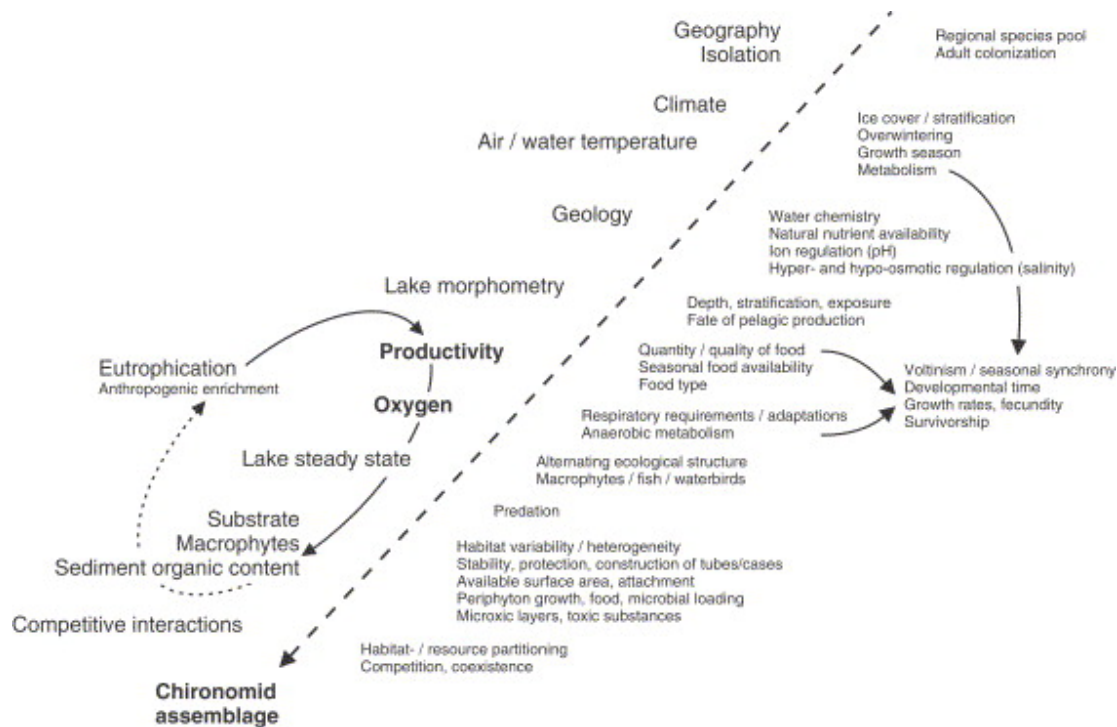 Geography
Isolation
Regional species pool
Adult colonization
Climate
Air / water temperature
Ice cover / stratification
Overwintering
Growth season
Metabolism
Geology
Water chemistry
Natural nutrient availability
Ion regulation (pH)
Hyper- and hypo-osmotic regulation (salinity)
Lake morphometry
Depth, stratification, exposure
Fate of pelagic production
Productivity
Eutrophication
Anthropogenic enrichment
Quantity / quality of food
Seasonal food availability
Food type
Voltinism / seasonal synchrony
Developmental time
Growth rates, fecundity
Survivorship
Oxygen
Respiratory requirements / adaptations
Anaerobic metabolism
Lake steady state
Alternating ecological structure
Macrophytes / fish / waterbirds
Predation
Substrate
Macrophytes
Sediment organic content
Habitat variability / heterogeneity
Stability, protection, construction of tubes/cases
Available surface area, attachment
Periphyton growth, food, microbial loading
Microxic layers, toxic substances
Competitive interactions
Habitat- / resource partitioning
Competition, coexistence
Chironomid
assemblage